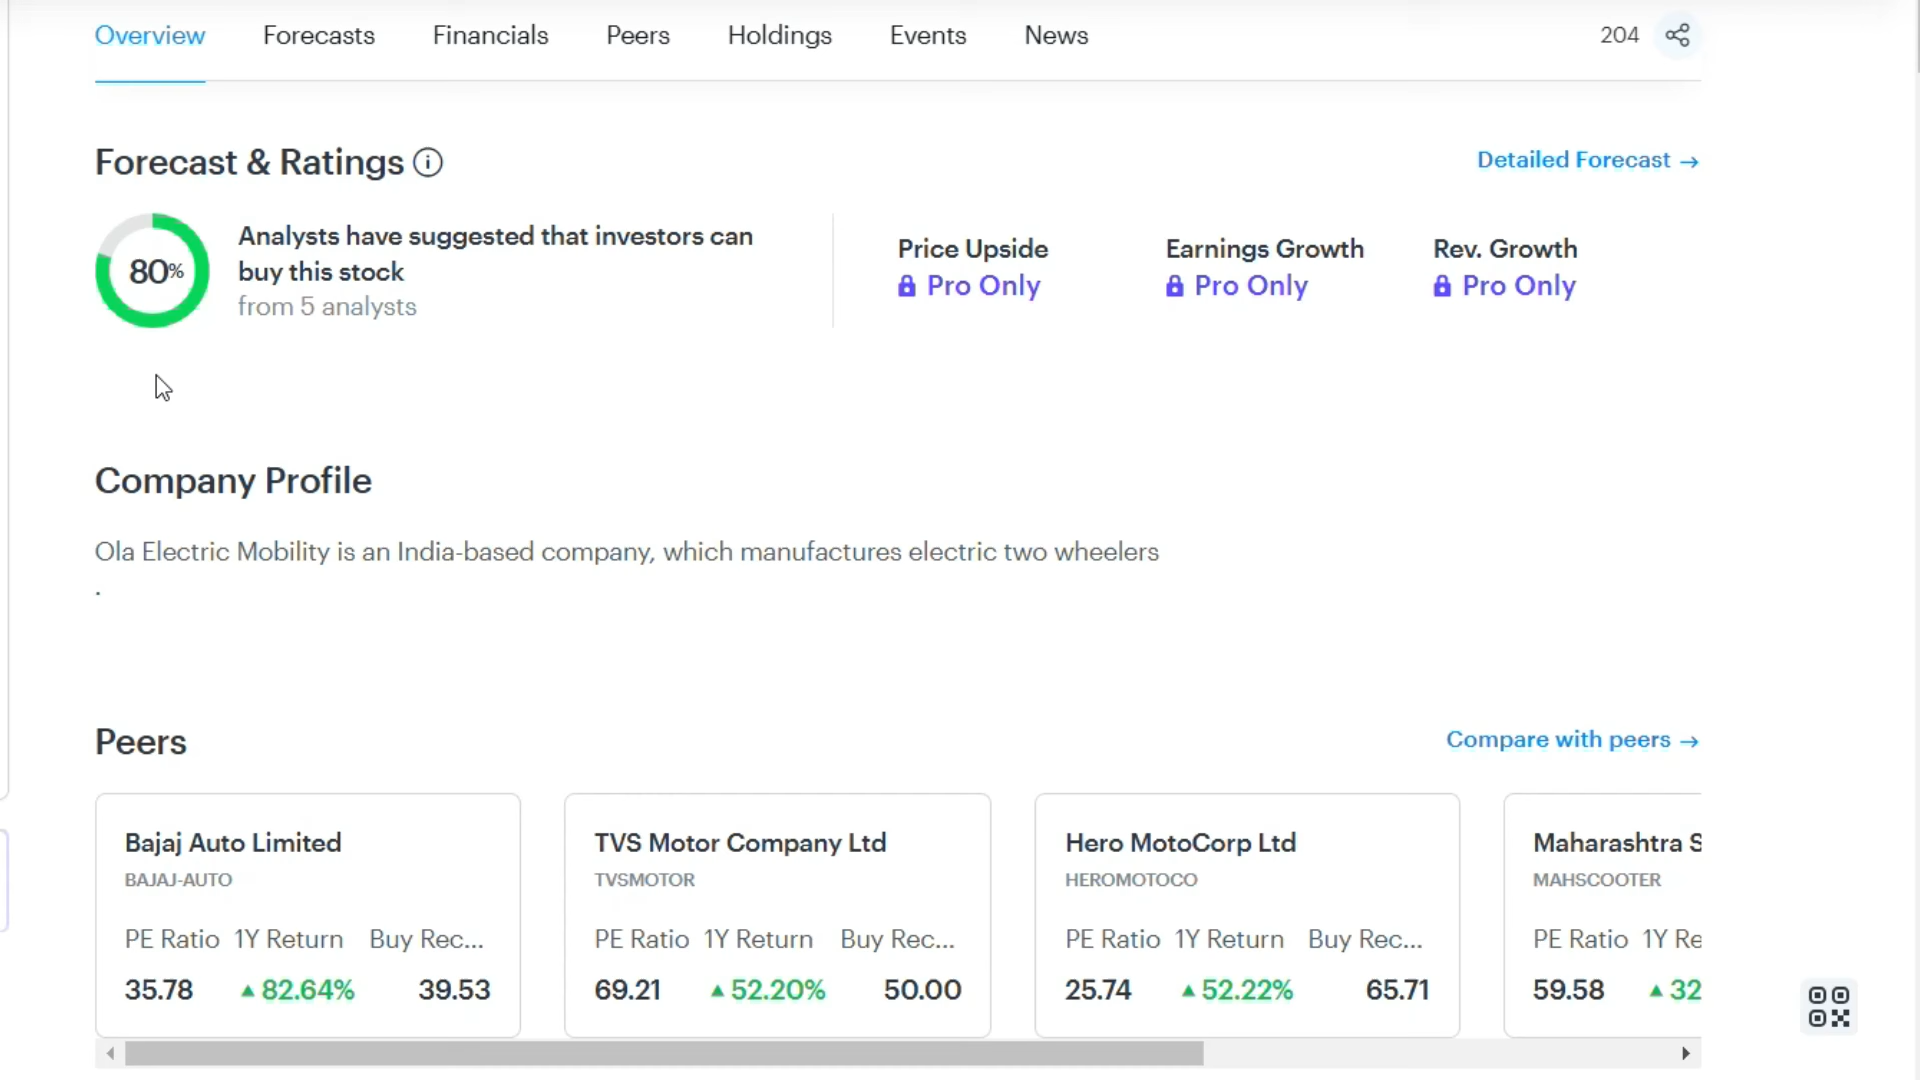 Overview Forecasts Financials Peers Holdings Events News 204
Forecast & Ratings
Detailed Forecast →
80%
Analysts have suggested that investors can
buy this stock
from 5 analysts
Price Upside Earnings Growth Rev. Growth
Pro Only Pro Only Pro Only
Company Profile
Ola Electric Mobility is an India-based company, which manufactures electric two wheelers
.
Peers
Compare with peers →
Bajaj Auto Limited
BAJAJ-AUTO
PE Ratio 1Y Return Buy Rec...
35.78 ▲82.64% 39.53
TVS Motor Company Ltd
TVSMOTOR
PE Ratio 1Y Return Buy Rec...
69.21 ▲52.20% 50.00
Hero MotoCorp Ltd
HEROMOTOCO
PE Ratio 1Y Return Buy Rec...
25.74 ▲52.22% 65.71
Maharashtra S
MAHSCOOTER
PE Ratio 1Y Re
59.58 ▲32